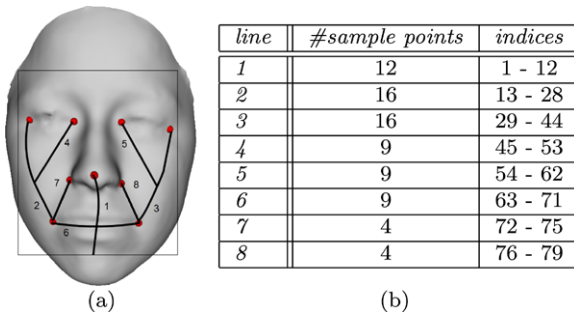 4
5
7
8
2
1
3
6
(a)
line #sample points indices
1 12 1 - 12
2 16 13 - 28
3 16 29 - 44
4 9 45 - 53
5 9 54 - 62
6 9 63 - 71
7 4 72 - 75
8 4 76 - 79
(b)